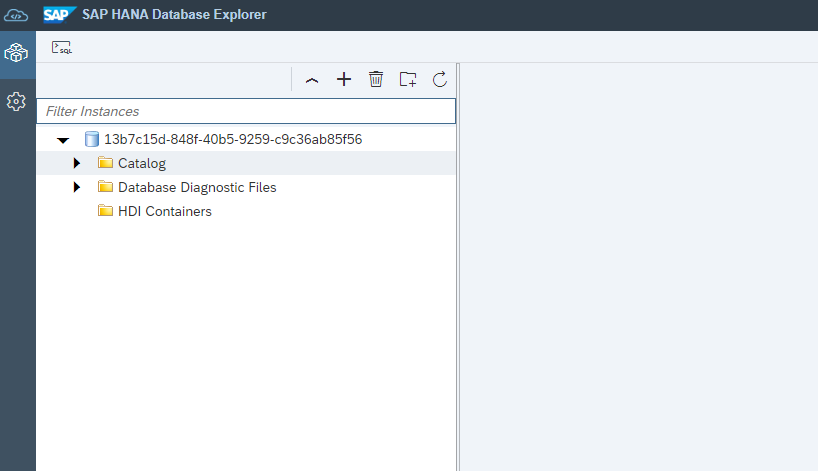 SAP SAP HANA Database Explorer
SQL
Filter Instances
13b7c15d-848f-40b5-9259-c9c36ab85f56
Catalog
Database Diagnostic Files
HDI Containers